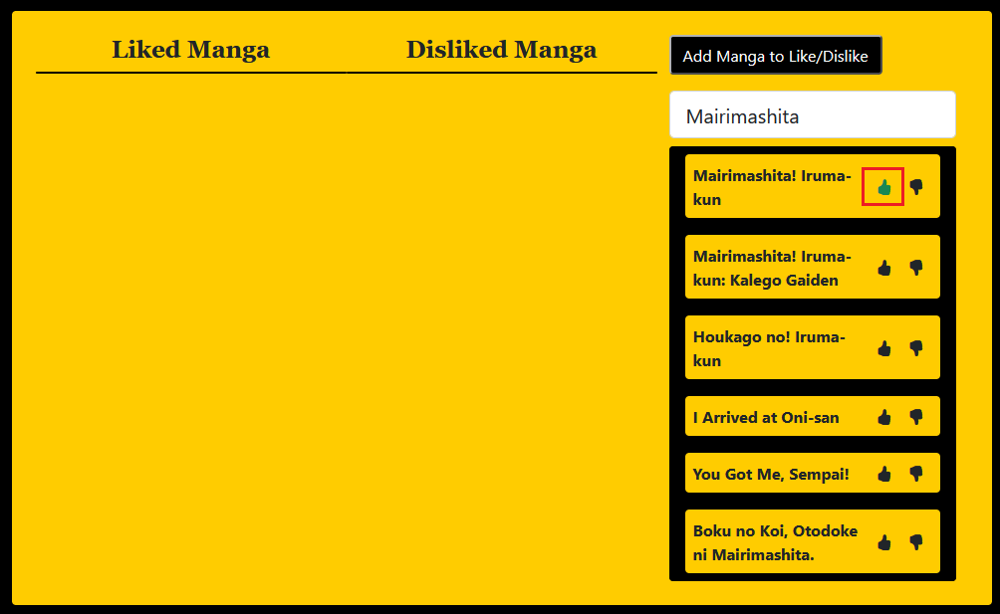 Liked Manga
Disliked Manga
Add Manga to Like/Dislike
Mairimashita
Mairimashita! Iruma-
kun
Mairimashita! Iruma-
kun: Kalego Gaiden
Houkago no! Iruma-
kun
I Arrived at Oni-san
You Got Me, Sempai!
Boku no Koi, Otodoke
ni Mairimashita.